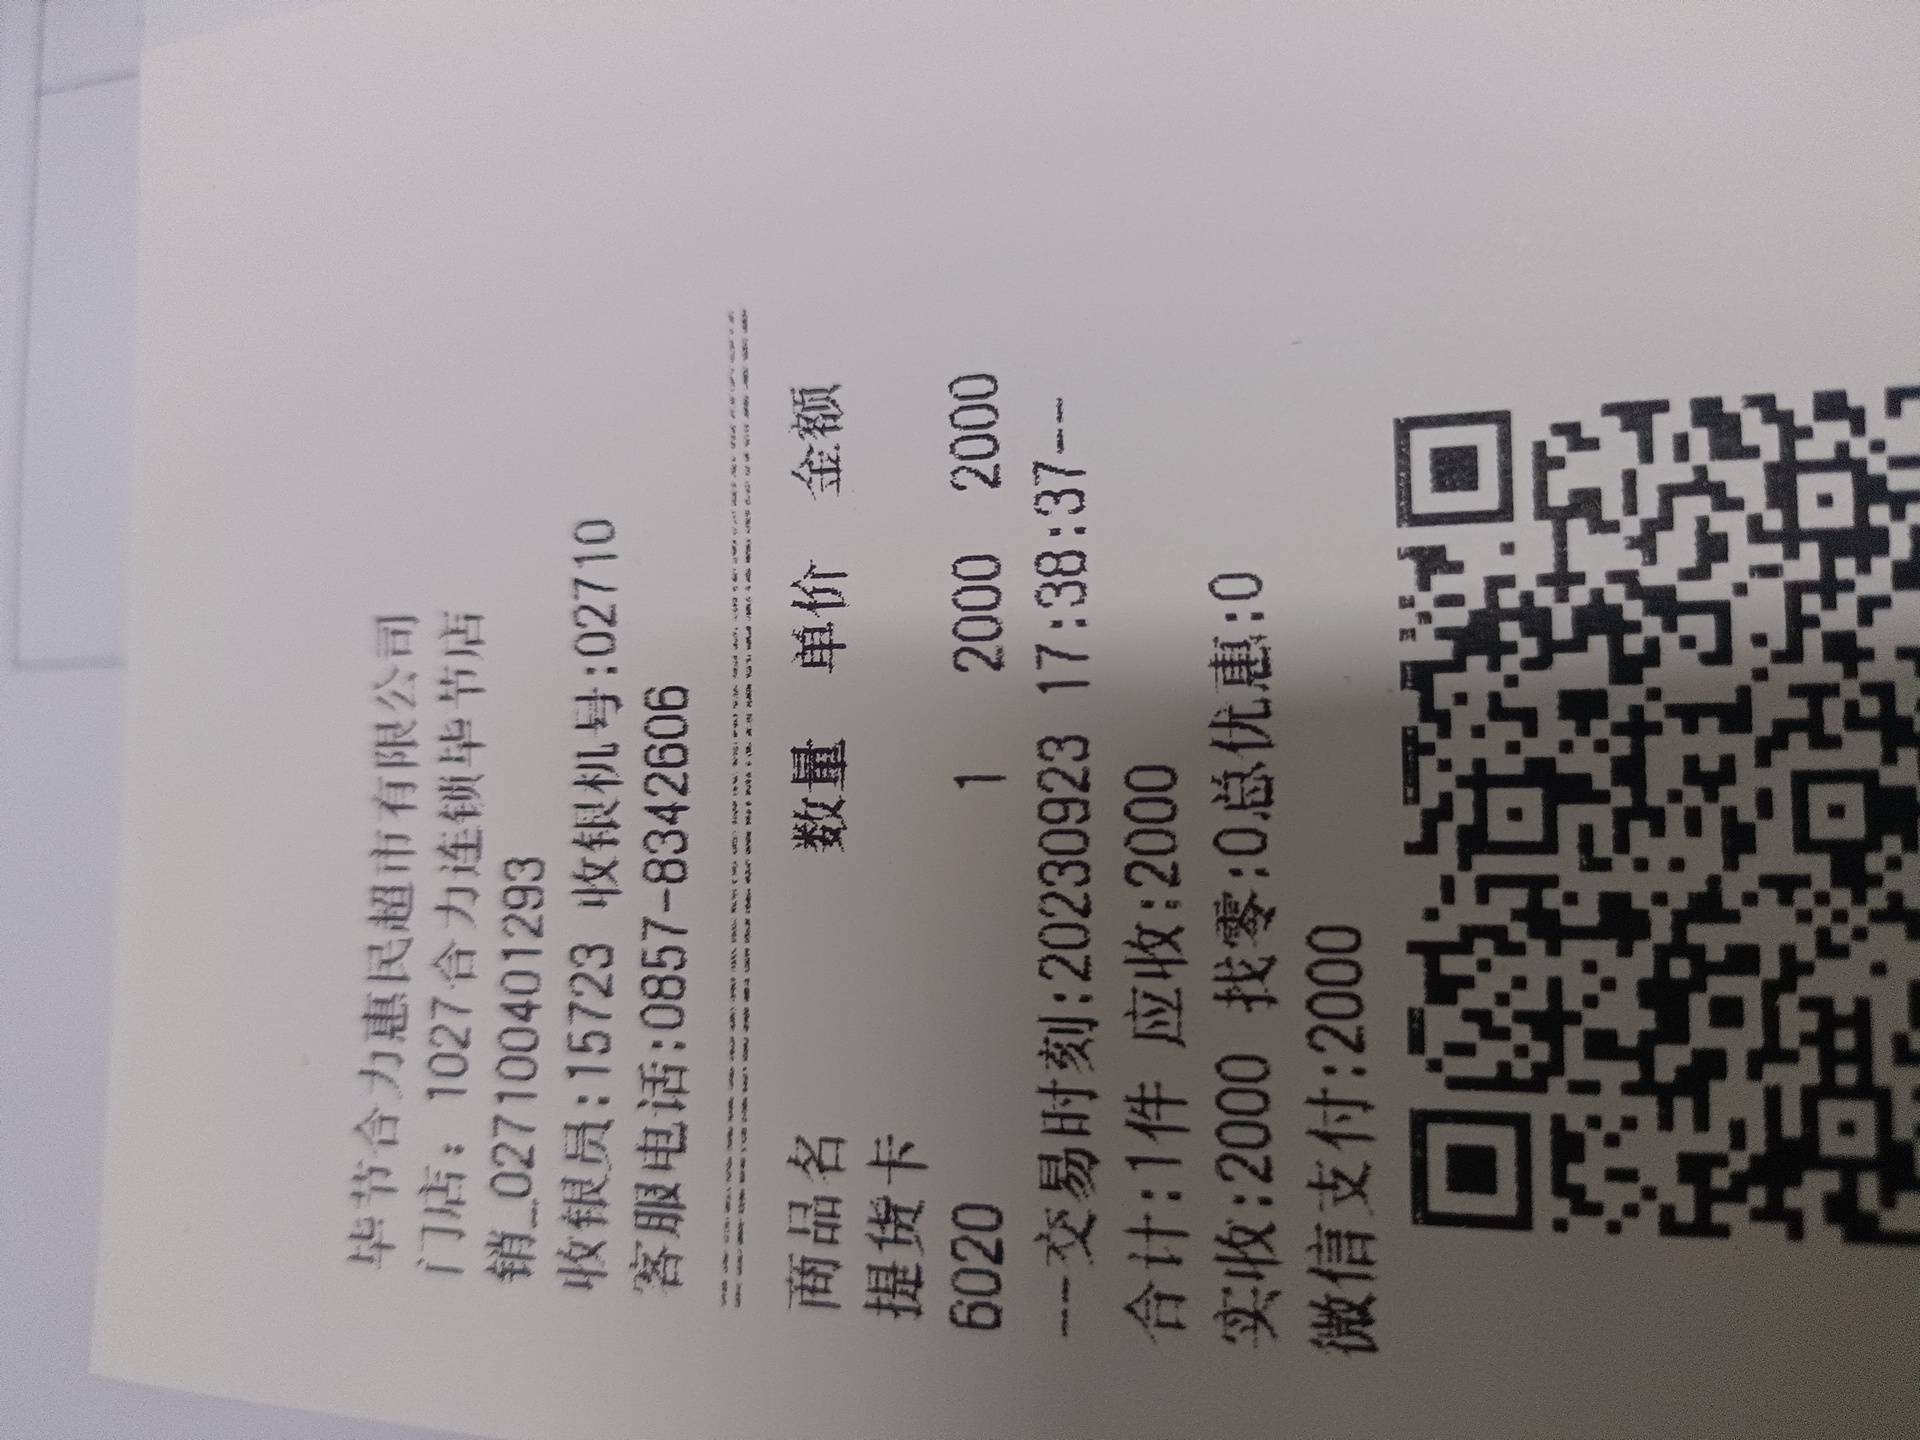 毕节合力惠民超市有限公司
门店: 1027合力连锁毕节店
销_027100401293
收银员:15723 收银机号:02710
客服电话:0857-8342606
商品名 数量 单价 金额
提货卡
6020 1 2000 2000
---交易时刻:20230923 17:38:37---
合计:1件 应收:2000
实收:2000 找零:0总优惠:0
微信支付:2000